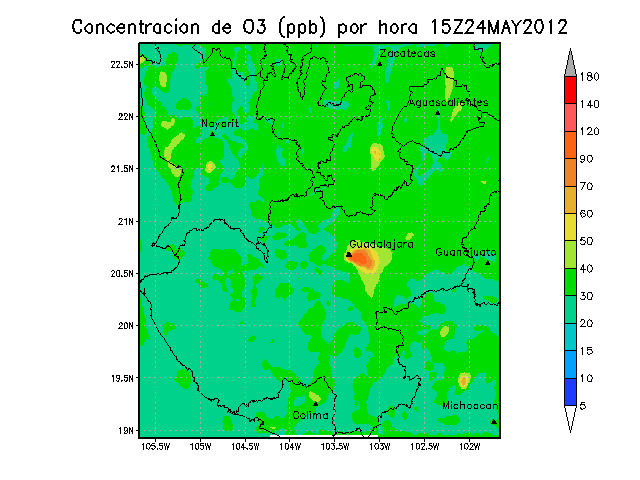 Concentracion de O3 (ppb) por hora 15Z24MAY2012
22.5N
22N
21.5N
21N
20.5N
20N
19.5N
19N
105.5W 105W 104.5W 104W 103.5W 103W 102.5W 102W
Zacatecas
Aguascalientes
Nayarit
Guadalajara
Guanajuato
Michoacan
Colima
180
140
120
90
70
60
50
40
30
20
15
10
5